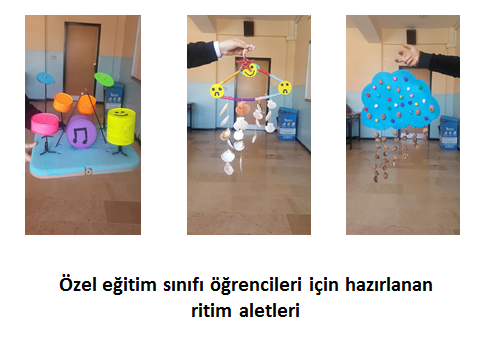 Özel eğitim sınıfı öğrencileri için hazırlanan
ritim aletleri